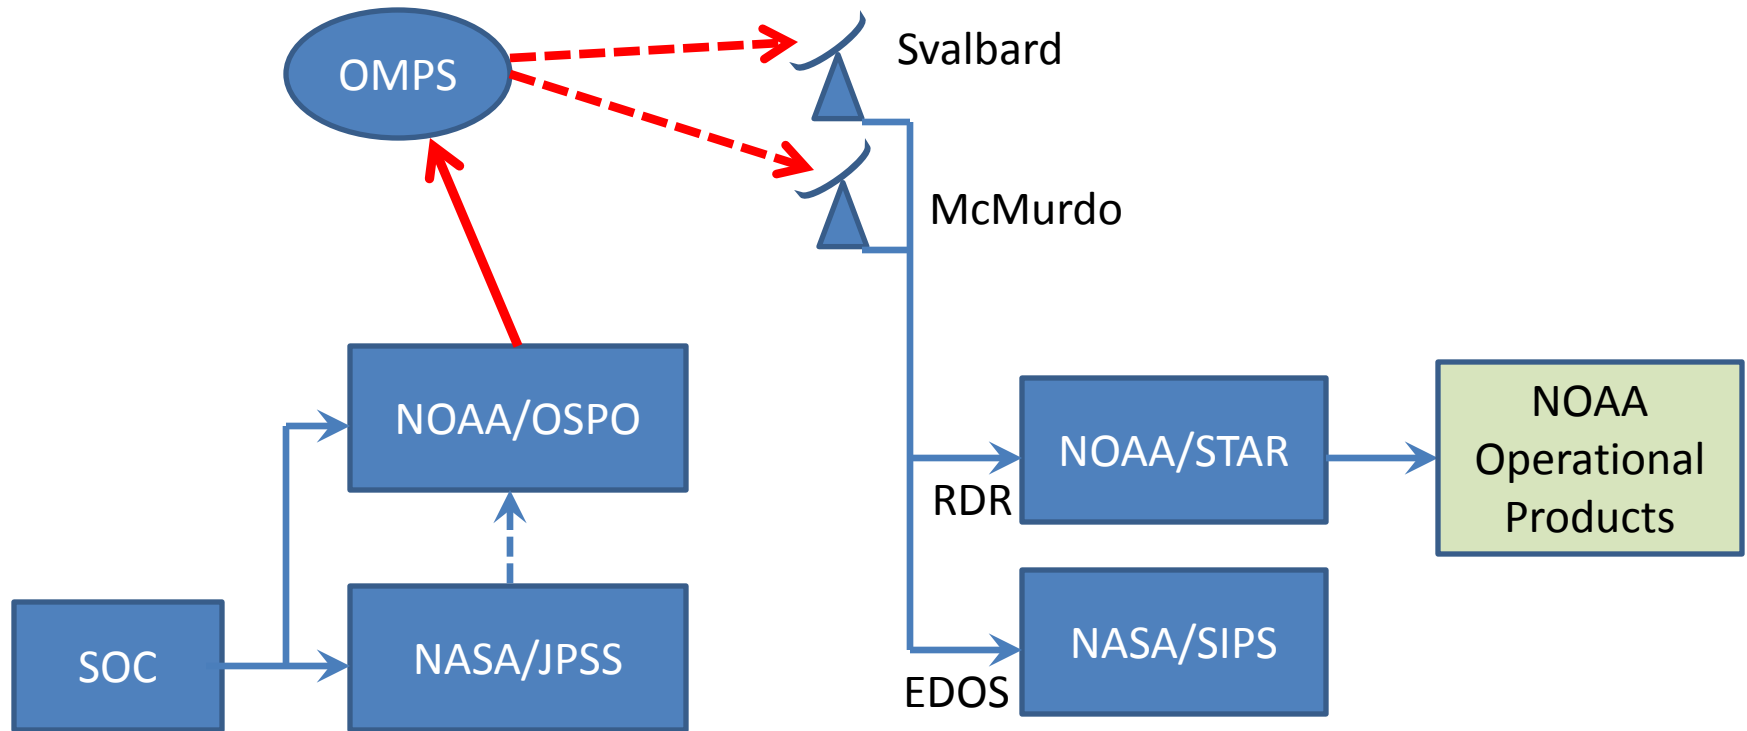 OMPS
Svalbard
McMurdo
NOAA/OSPO
NOAA/STAR
RDR
NOAA
Operational
Products
SOC
NASA/JPSS
NASA/SIPS
EDOS